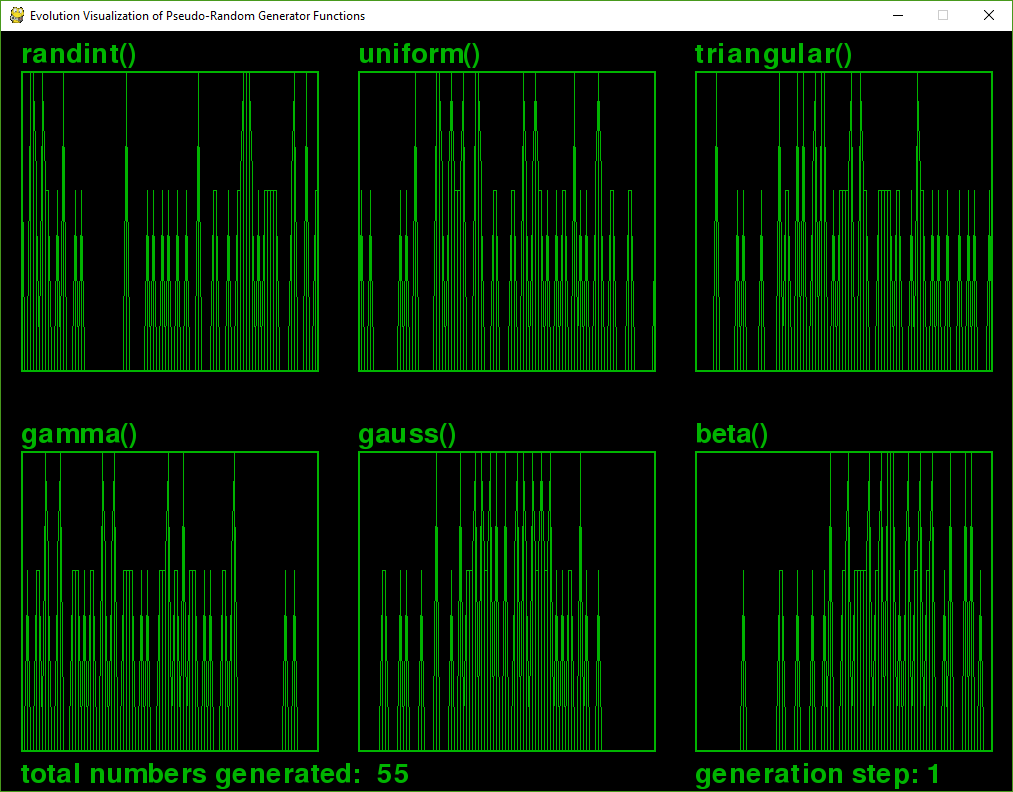 Evolution Visualization of Pseudo-Random Generator Functions
randint() uniform() triangular()
gamma() gauss() beta()
total numbers generated: 55 generation step: 1